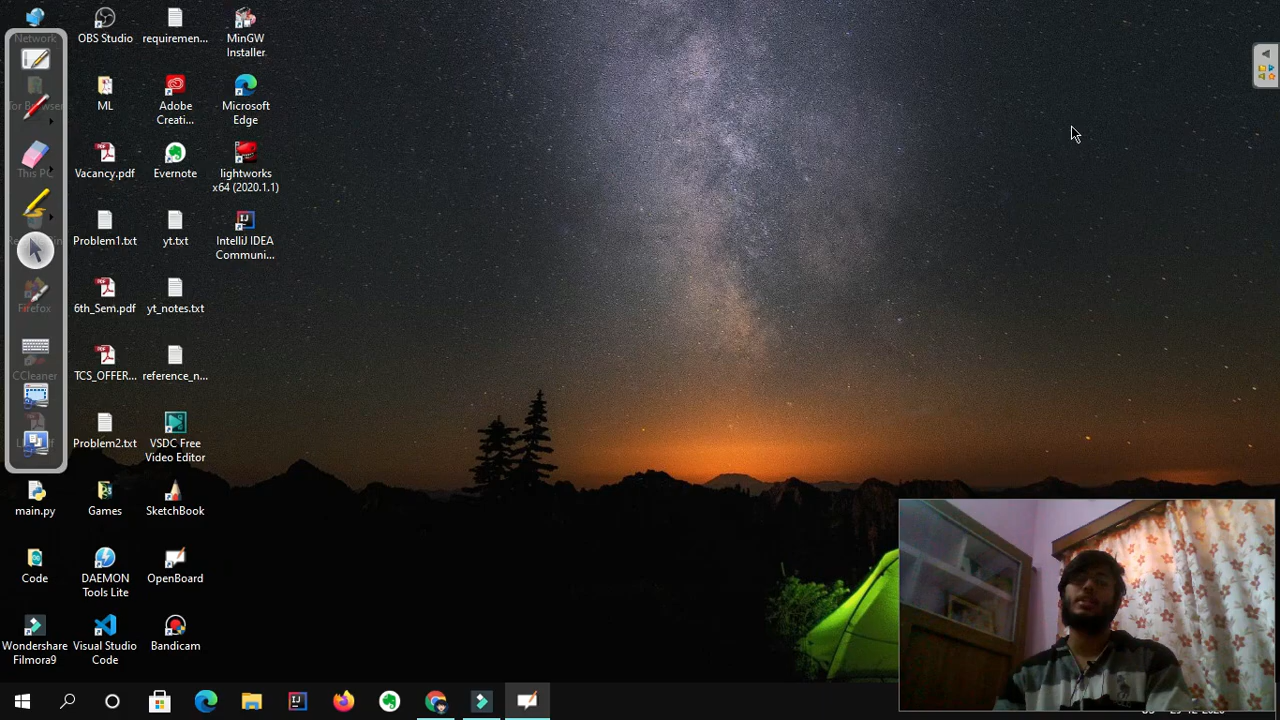 Network
OBS Studio
requiremen...
MinGW
Installer
Tor Browser
ML
Adobe
Creati...
Microsoft
Edge
This PC
Vacancy.pdf
Evernote
lightworks
x64 (2020.1.1)
Problem1.txt
yt.txt
IntelliJ IDEA
Communi...
Firefox
6th_Sem.pdf
yt_notes.txt
CCleaner
TCS_OFFER...
reference_n...
Problem2.txt
VSDC Free
Video Editor
main.py
Games
SketchBook
Code
DAEMON
Tools Lite
OpenBoard
Wondershare
Filmora9
Visual Studio
Code
Bandicam